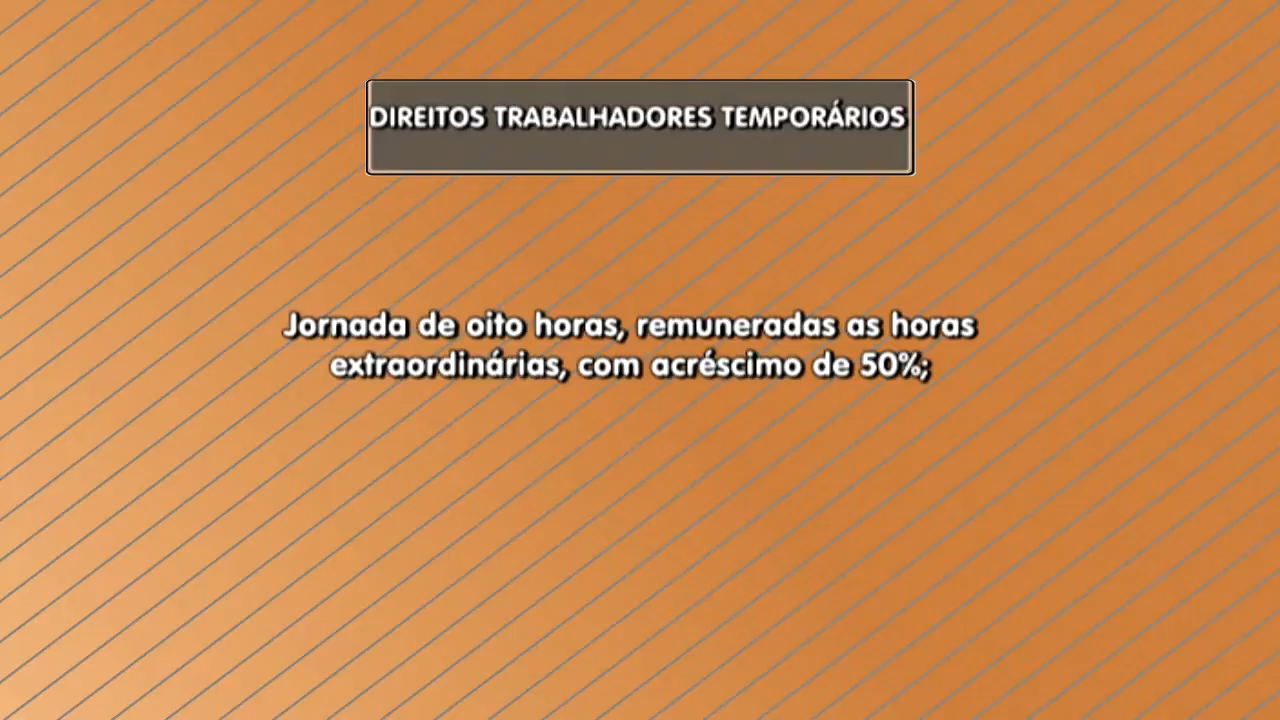 DIREITOS TRABALHADORES TEMPORÁRIOS
Jornada de oito horas, remuneradas as horas
extraordinárias, com acréscimo de 50%;